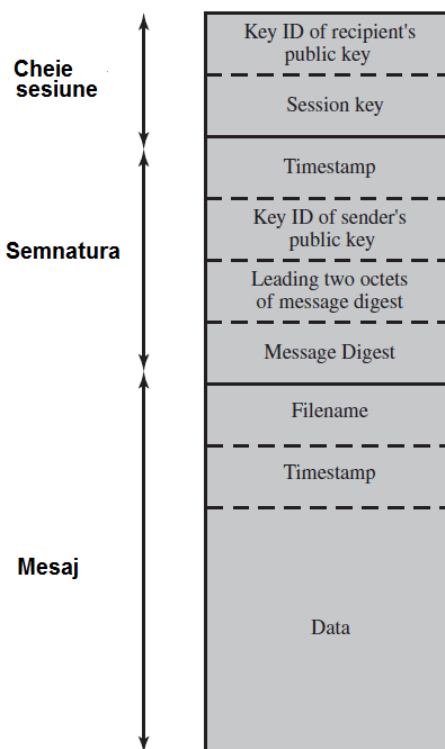 Cheie
sesiune
Key ID of recipient's
public key
Session key
Semnatura
Timestamp
Key ID of sender's
public key
Leading two octets
of message digest
Message Digest
Mesaj
Filename
Timestamp
Data